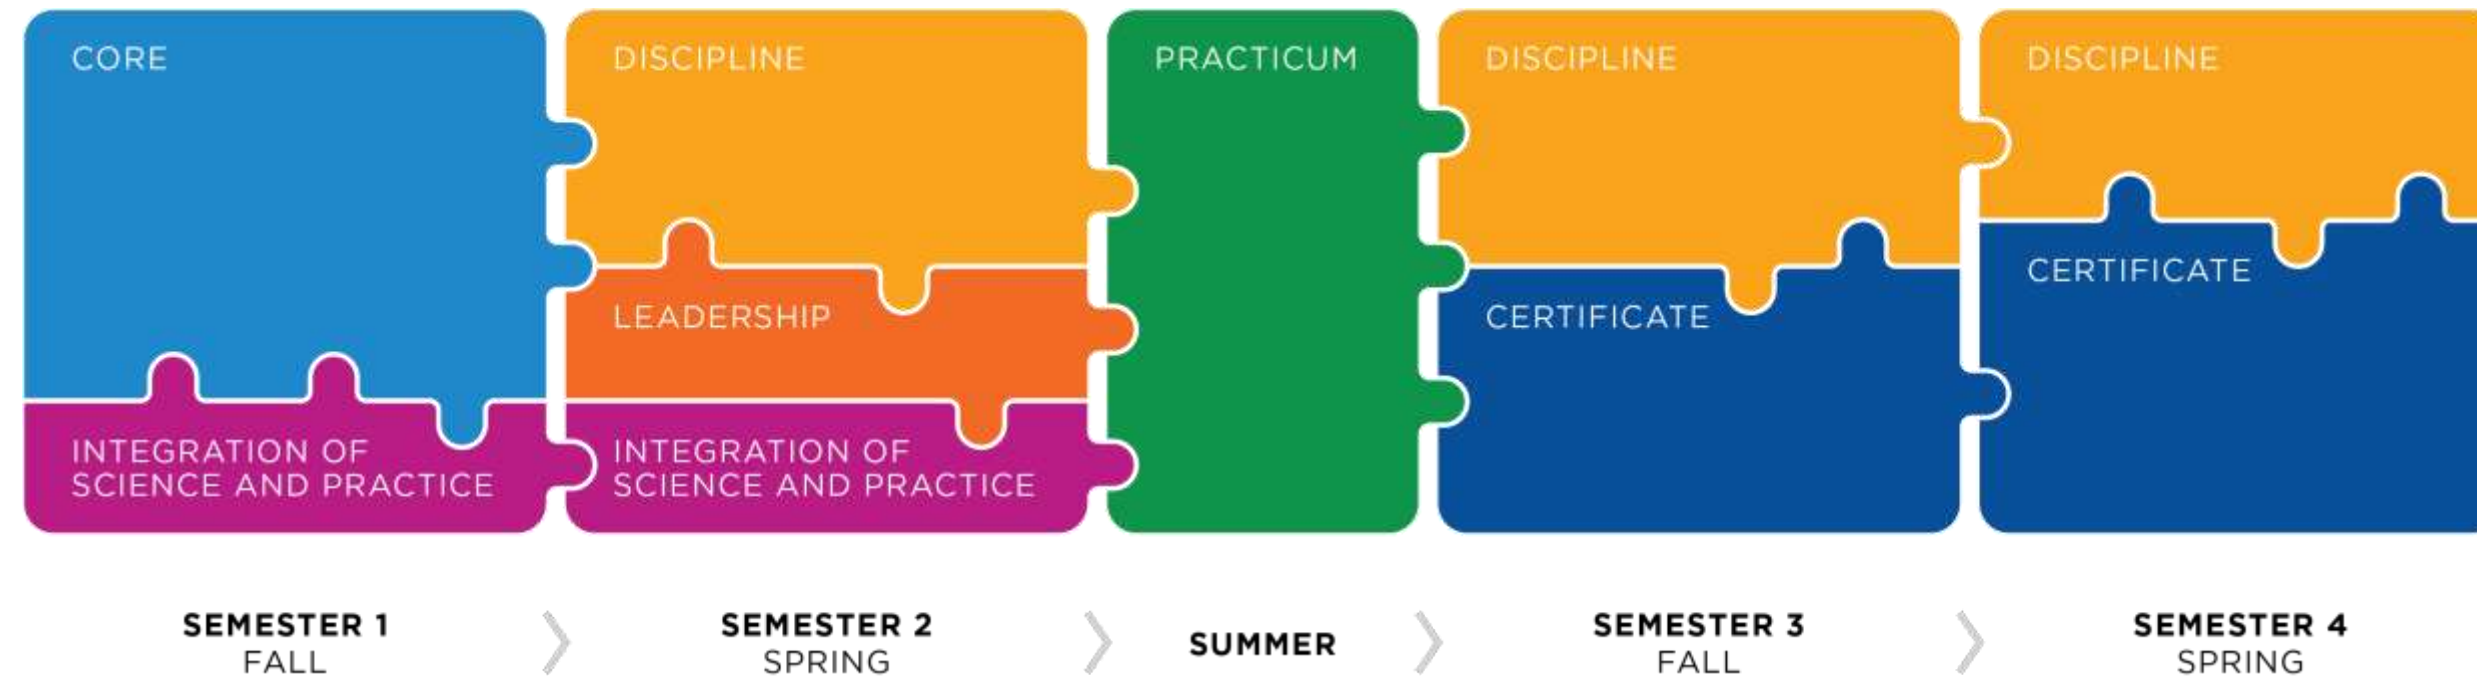 CORE
INTEGRATION OF
SCIENCE AND PRACTICE
DISCIPLINE
LEADERSHIP
INTEGRATION OF
SCIENCE AND PRACTICE
PRACTICUM
DISCIPLINE
CERTIFICATE
DISCIPLINE
CERTIFICATE
SEMESTER 1
FALL
SEMESTER 2
SPRING
SUMMER
SEMESTER 3
FALL
SEMESTER 4
SPRING